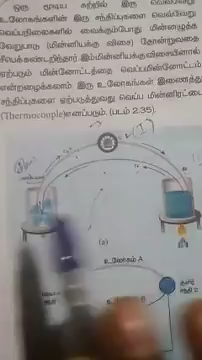 ஒரு மூடிய சுற்றில் இரு வெவ்வேறு
உலோகங்களின் இரு சந்திப்புகளை வெவ்வேறு
வெப்பநிலைகளில் வைக்கும்போது மின்னழுத்த
வேறுபாடு (மின்னியக்கு விசை) தோன்றுவதை
சீபெக் கண்டறிந்தார். இம்மின்னியக்கு விசையினால்
ஏற்படும் மின்னோட்டத்தை வெப்பமின்னோட்டம்
என்றழைக்கலாம். இரு உலோகங்கள் இணைந்து
சந்திப்புகளை ஏற்படுத்துவது வெப்ப மின்னிரட்டை
(Thermocouple) எனப்படும். (படம் 2.35).
(I)
(a)
உலோகம் A